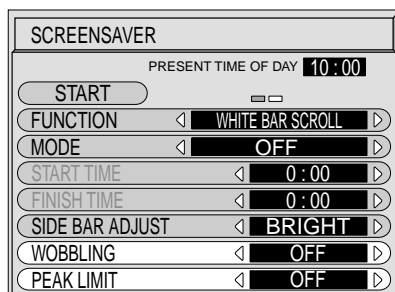 SCREENSAVER
PRESENT TIME OF DAY 10 : 00
START
FUNCTION WHITE BAR SCROLL
MODE OFF
START TIME 0 : 00
FINISH TIME 0 : 00
SIDE BAR ADJUST BRIGHT
WOBBLING OFF
PEAK LIMIT OFF